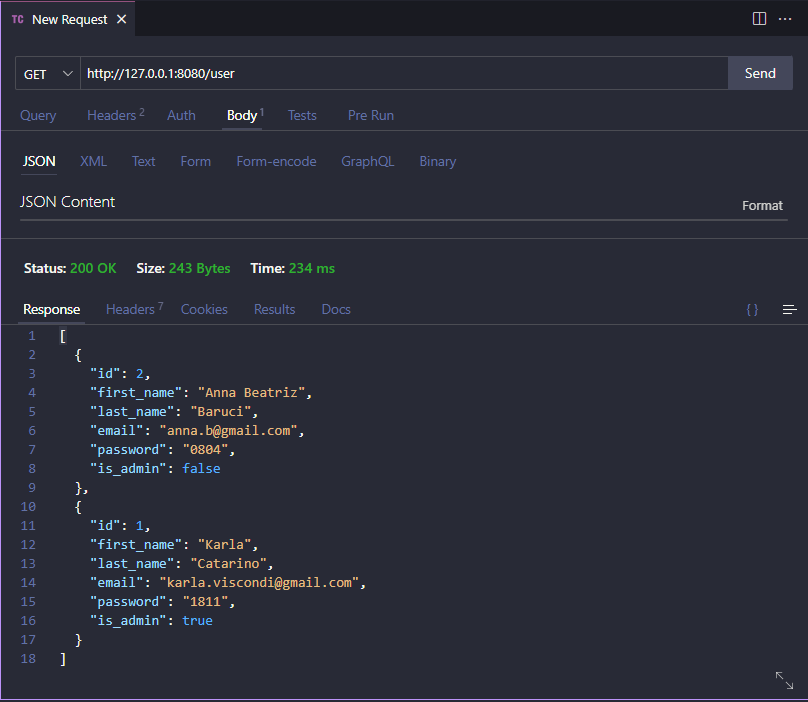 TC New Request
GET http://127.0.0.1:8080/user Send
Query Headers 2 Auth Body 1 Tests Pre Run
JSON XML Text Form Form-encode GraphQL Binary
JSON Content
Format
Status: 200 OK Size: 243 Bytes Time: 234 ms
Response Headers 7 Cookies Results Docs { }
1 [
2 {
3 "id": 2,
4 "first_name": "Anna Beatriz",
5 "last_name": "Baruci",
6 "email": "anna.b@gmail.com",
7 "password": "0804",
8 "is_admin": false
9 },
10 {
11 "id": 1,
12 "first_name": "Karla",
13 "last_name": "Catarino",
14 "email": "karla.viscondi@gmail.com",
15 "password": "1811",
16 "is_admin": true
17 }
18 ]